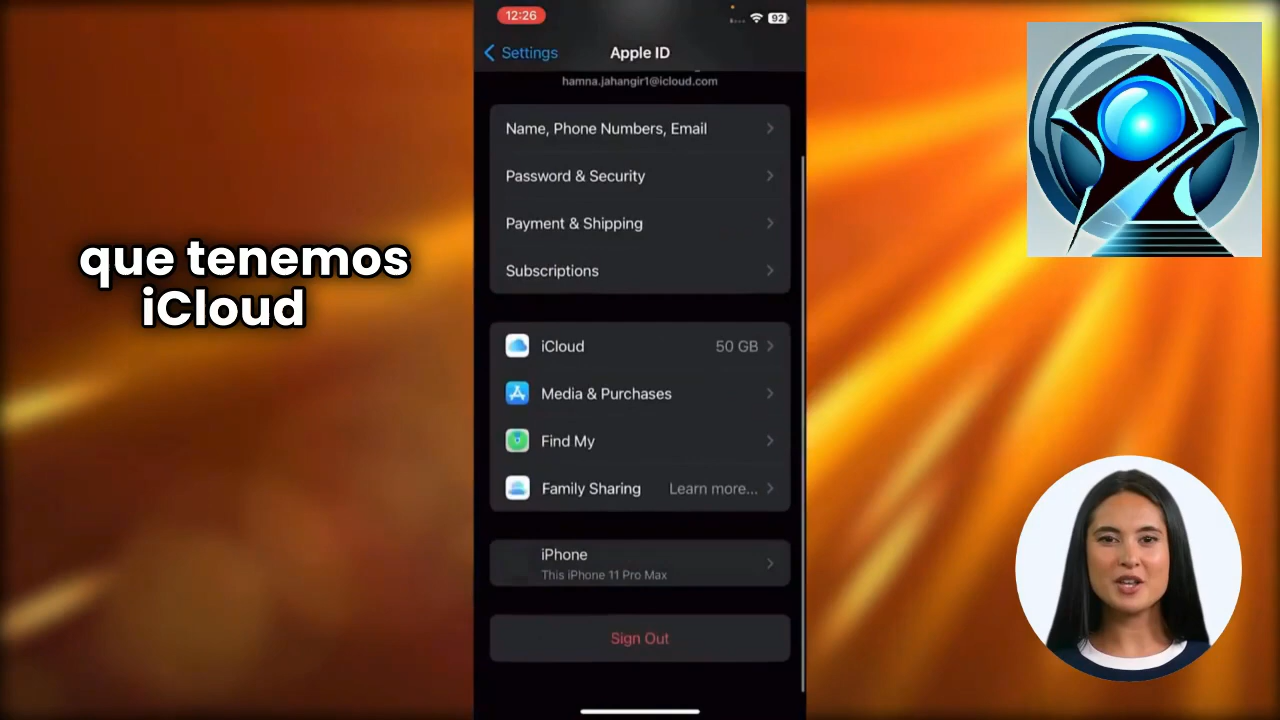 12:26
92
Settings
Apple ID
hamna.jahangir1@icloud.com
Name, Phone Numbers, Email
Password & Security
Payment & Shipping
Subscriptions
que tenemos
iCloud
iCloud 50 GB
Media & Purchases
Find My
Family Sharing Learn more...
iPhone
This iPhone 11 Pro Max
Sign Out